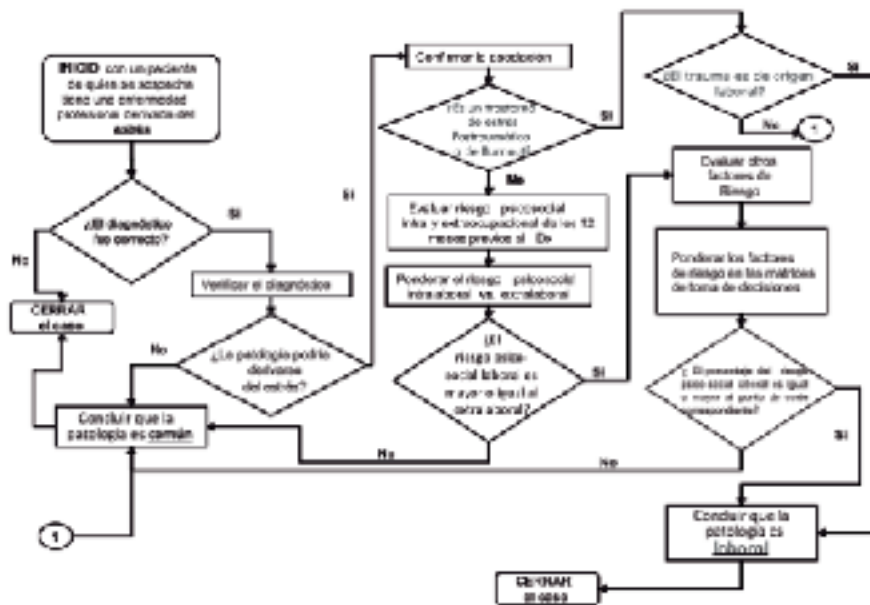 INICIO con un paciente
de quien se sospecha
tiene una enfermedad
profesional derivada del
estrés
¿El diagnóstico
fue correcto?
No
Si
CERRAR
el caso
Verificar el diagnóstico
¿La patología podría
derivarse
del estrés?
No
Si
Concluir que la
patología es común
1
Confirmar la
¿Es un trastorno
de estrés
Postraumático
Si
No
Evaluar riesgo psicosocial
intra y extraocupacional de los 12
meses previos al Dx
Ponderar el riesgo psicosocial
intralaboral vs. extralaboral
¿El
riesgo psico-
social laboral es
mayor o igual al
extralaboral?
Si
No
¿El trauma es de origen
laboral?
Si
No
1
Evaluar otros
factores de
Riesgo
Ponderar los factores
de riesgo en las matrices
de toma de decisiones
¿El porcentaje del riesgo
psicosocial laboral es igual
o mayor al punto de corte
correspondiente?
Si
No
Concluir que la
patología es
laboral
CERRAR
el caso